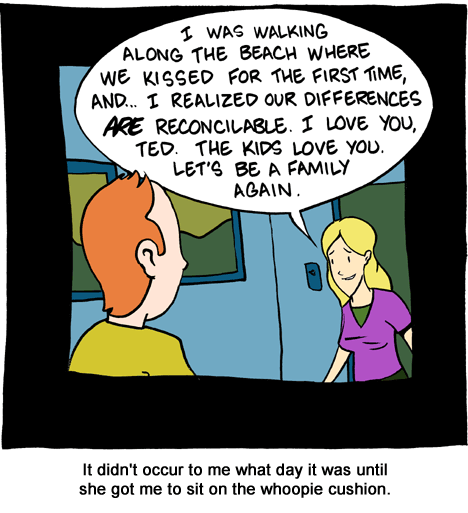 I WAS WALKING
ALONG THE BEACH WHERE
WE KISSED FOR THE FIRST TIME,
AND... I REALIZED OUR DIFFERENCES
ARE RECONCILABLE. I LOVE YOU,
TED. THE KIDS LOVE YOU.
LET'S BE A FAMILY
AGAIN.
It didn't occur to me what day it was until
she got me to sit on the whoopie cushion.